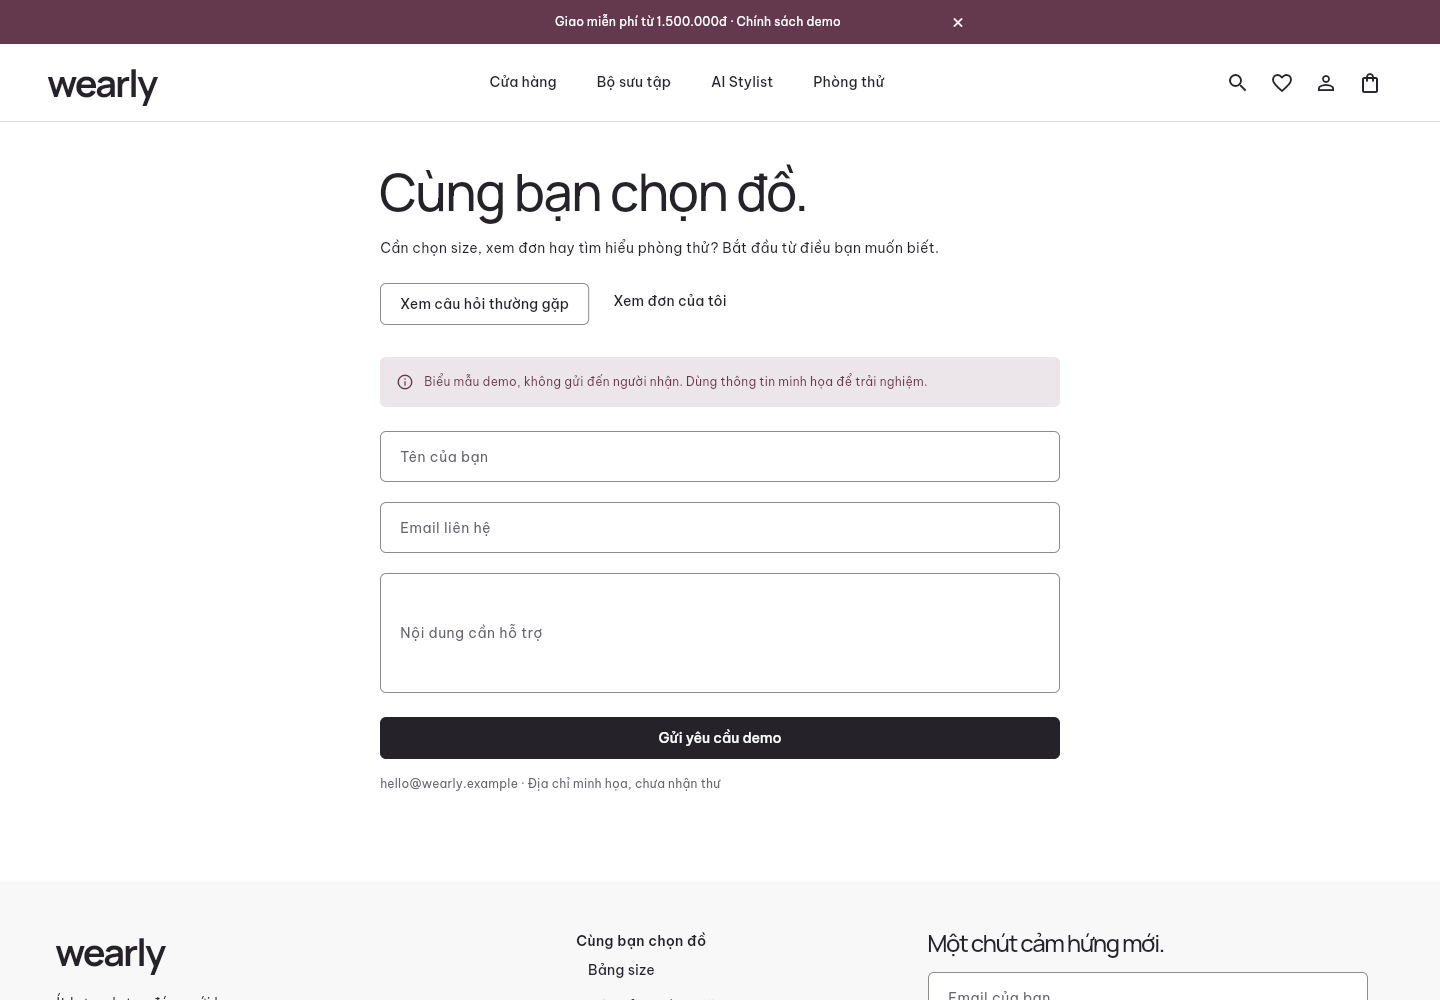 Giao miễn phí từ 1.500.000đ · Chính sách demo
wearly
Cửa hàng
Bộ sưu tập
AI Stylist
Phòng thử
Cùng bạn chọn đồ.
Cần chọn size, xem đơn hay tìm hiểu phòng thử? Bắt đầu từ điều bạn muốn biết.
Xem câu hỏi thường gặp
Xem đơn của tôi
Biểu mẫu demo, không gửi đến người nhận. Dùng thông tin minh họa để trải nghiệm.
Tên của bạn
Email liên hệ
Nội dung cần hỗ trợ
Gửi yêu cầu demo
hello@wearly.example · Địa chỉ minh họa, chưa nhận thư
wearly
Cùng bạn chọn đồ
Bảng size
Một chút cảm hứng mới.
Email của bạn